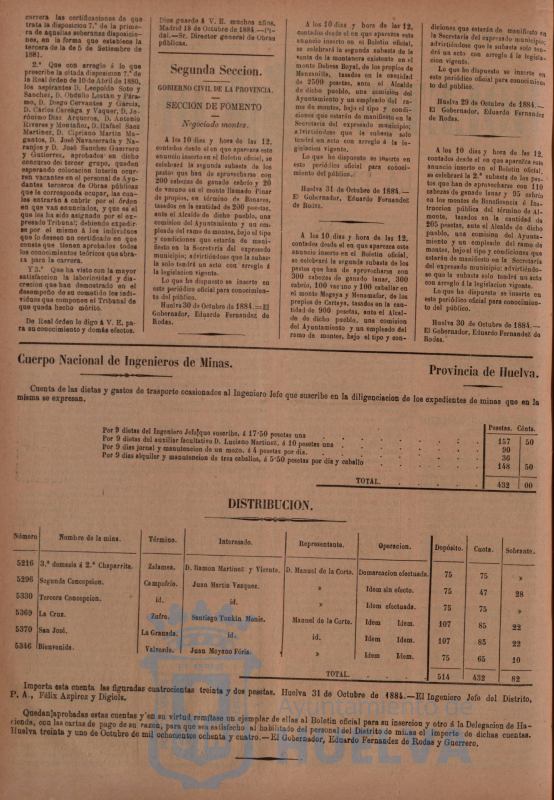 carrera las certificaciones de que
trata la disposicion 7.ª de la prime-
ra de aquellas soberanas disposicio-
nes, en la forma que establece la
tercera de la de 5 de Setiembre de
1881.
2.º Que con arreglo á lo que
prescribe la citada disposicion 7.ª de
la Real órden de 10 de Abril de 1880,
los aspirantes D. Leopoldo Soto y
Sanchez, D. Obdulio Lostan y Pára-
mo, D. Diego Cervantes y Garcia,
D. Cárlos Careaga y Vaquer, D. Je-
rónimo Diaz Arqueros, D. Antonio
Riveras y Montañes, D. Rafael Saez
Martinez, D. Cipriano Martin Ma-
gantos, D. José Navascerada y Na-
ranjo y D. José Sanchez Guerrero
y Gutierrez, aprobados en dicho
concurso del tercer grupo, queden
esperando colocacion interin ocur-
ren vacantes en el personal de Ayu-
dantes terceros de Obras públicas
que le corresponda ocupar, las cua-
les entrarán á cubrir por el órden
en que van anunciados, y que es el
que les ha sido asignado por el ex-
presado Tribunal; debiendo expedir-
se por el mismo á los individuos
que lo deseen un certificado en que
conste que tienen aprobados todos
los conocimientos teóricos que abra-
za para la carrera.
Y 3.º Que ha visto con la mayor
satisfaccion la laboriosidad y dis-
crecion que han demostrado en el
desempeño de su cometido los indi-
viduos que componen el Tribunal de
que queda hecho mérito.
De Real órden lo digo á V. E. pa-
ra su conocimiento y demás efectos.
Dios guarde á V. E. muchos años.
Madrid 18 de Octubre de 1884.—Pi-
dal.—Sr. Director general de Obras
públicas.
Segunda Seccion.
GOBIERNO CIVIL DE LA PROVINCIA.
SECCION DE FOMENTO
Negociado montes.
A los 10 dias y hora de las 12,
contados desde el en que aparezca este
anuncio inserto en el Boletin oficial, se
celebrará la segunda subasta de los
pastos que han de aprovecharse con
200 cabezas de ganado cabrio y 20
de vacuno en el monte llamado Pinar
de propios, en término de Bonares,
tasados en la cantidad de 200 pesetas,
ante el Alcalde de dicho pueblo, una
comision del Ayuntamiento y un em-
pleado del ramo de montes, bajo el tipo
y condiciones que estarán de mani-
fiesto en la Secretaria del expresado
municipio; advirtiéndose que la subas-
ta solo tendrá un acto con arreglo á
la legislacion vigente.
Lo que he dispuesto se inserte en
este periódico oficial para conocimien-
to del público.
Huelva 30 de Octubre de 1884.—El
Gobernador, Eduardo Fernandez de
Rodas.
A los 10 dias y hora de las 12,
contados desde el en que aparezca este
anuncio inserto en el Boletin oficial,
se celebrará la segunda subasta de la
renta de la montanera existente en el
monte Dehesa Boyal, de los propios de
Manzanilla, tasados en la cantidad
de 2500 pesetas, ante el Alcalde
de dicho pueblo, una comision del
Ayuntamiento y un empleado del ra-
mo de montes, bajo el tipo y condi-
ciones que estarán de manifiesto en la
Secretaria del expresado municipio;
advirtiéndose que la subasta solo
tendrá un acto con arreglo á la le-
gislacion vigente.
Lo que he dispuesto se inserte en
este periódico oficial para conoci-
miento del público.
Huelva 31 de Octubre de 1884.—
El Gobernador, Eduardo Fernandez
de Rodas.
A los 10 dias y hora de las 12,
contados desde el en que aparezca este
anuncio inserto en el Boletin oficial,
se celebrará la segunda subasta de los
pastos que han de aprovecharse con
300 cabezas de ganado lanar, 300
cabrio, 100 vacuno y 100 caballar en
el monte Mogaya y Menasafar, de los
propios de Cartaya, tasados en la can-
tidad de 900 pesetas, ante el Alcal-
de de dicho pueblo, una comision
del Ayuntamiento y un empleado del
ramo de montes, bajo el tipo y con-
diciones que estarán de manifiesto en
la Secretaria del expresado municipio;
advirtiéndose que la subasta solo ten-
drá un acto con arreglo á la legisla-
cion vigente.
Lo que he dispuesto se inserte en
este periódico oficial para conocimien-
to del público.
Huelva 29 de Octubre de 1884.—
El Gobernador, Eduardo Fernandez
de Rodas.
A los 10 dias y hora de las 12,
contados desde el en que aparezca este
anuncio inserto en el Boletin oficial,
se celebrará la 2.ª subasta de los pas-
tos que han de aprovecharse con 110
cabezas de ganado lanar y 95 cabrio
en los montes de Beneficencia é Ins-
truccion pública del término de Al-
monte, tasados en la cantidad de
205 pesetas, ante el Alcalde de dicho
pueblo, una comision del Ayunta-
miento y un empleado del ramo de
montes, bajo el tipo y condiciones que
estarán de manifiesto en la Secretaría
del expresado municipio; advirtiéndo-
se que la subasta solo tendrá un acto
con arreglo á la legislacion vigente.
Lo que he dispuesto se inserte en
este periódico oficial para conocimien-
to del público.
Huelva 30 de Octubre de 1884.—
El Gobernador, Eduardo Fernandez de
Rodas.
Cuerpo Nacional de Ingenieros de Minas. Provincia de Huelva.
Cuenta de las dietas y gastos de trasporte ocasionados al Ingeniero Jefe que suscribe en la diligenciacion de los expedientes de minas que en la
misma se expresan.
Pesetas. Cénts.
Por 9 dietas del Ingeniero Jefe que suscribe, á 17'50 pesetas una 157 50
Por 9 dietas del auxiliar facultativo D. Luciano Martinez, á 10 pesetas una 90
Por 9 dias jornal y manutencion de un mozo, á 4 pesetas por dia. 36
Por 9 dias alquiler y manutencion de tres caballos, á 5'50 pesetas por dia y caballo 148 50
TOTAL. 432 00
DISTRIBUCION.
Número Nombre de la mina. Término. Interesado. Representante. Operacion. Depósito. Cuota. Sobrante.
5216 3.ª demasia á 2.ª Chaparrita. Zalamea. D. Ramon Martinez y Vicente. D. Manuel de la Corte. Demarcacion efectuada. 75 75 »
5296 Segunda Concepcion. Campofrio. Juan Martin Vazquez. » Idem sin efecto. 75 47 28
5330 Tercera Concepcion. id. id. » Idem efectuada. 75 75 »
5369 La Cruz. Zufre. Santiago Tonkin Monie. Manuel de la Corte. Idem Idem. 107 85 22
5370 San José. La Granada. id. id. Idem Idem. 107 85 22
5346 Bienvenida. Valverde. Juan Moyano Fória. » Idem Idem. 75 65 10
TOTAL. 514 432 82
Importa esta cuenta las figuradas cuatrocientas treinta y dos pesetas. Huelva 31 de Octubre de 1884.—El Ingeniero Jefe del Distrito,
P. A., Félix Azpiroz y Digiols.
Quedan aprobadas estas cuentas y en su virtud remítase un ejemplar de ellas al Boletin oficial para su insercion y otro á la Delegacion de Ha-
cienda, con las cartas de pago de su razon, para que sea satisfecho al habilitado del personal del Distrito de minas el importe de dichas cuentas.
Huelva treinta y uno de Octubre de mil ochocientos ochenta y cuatro.—El Gobernador, Eduardo Fernandez de Rodas y Guerrero.
Ayuntamiento de
HUELVA